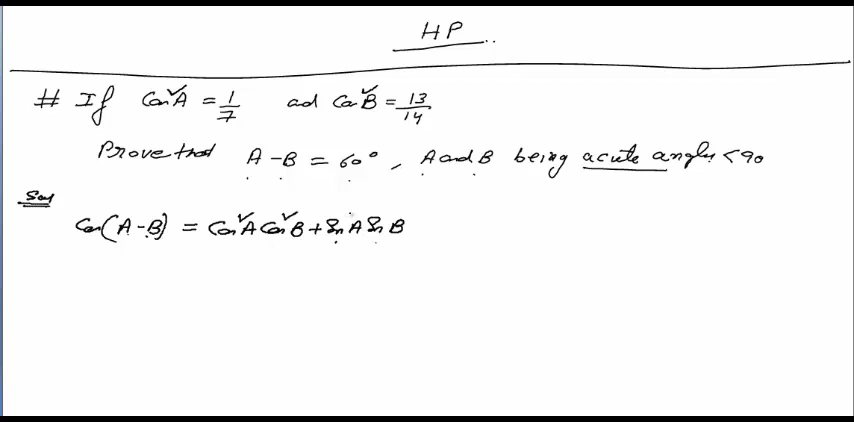 HP
# If Cos A = 1/7 ad Cos B = 13/14
Prove that A - B = 60°, A and B being acute angles < 90
Sol
Cos(A - B) = Cos A Cos B + Sin A Sin B